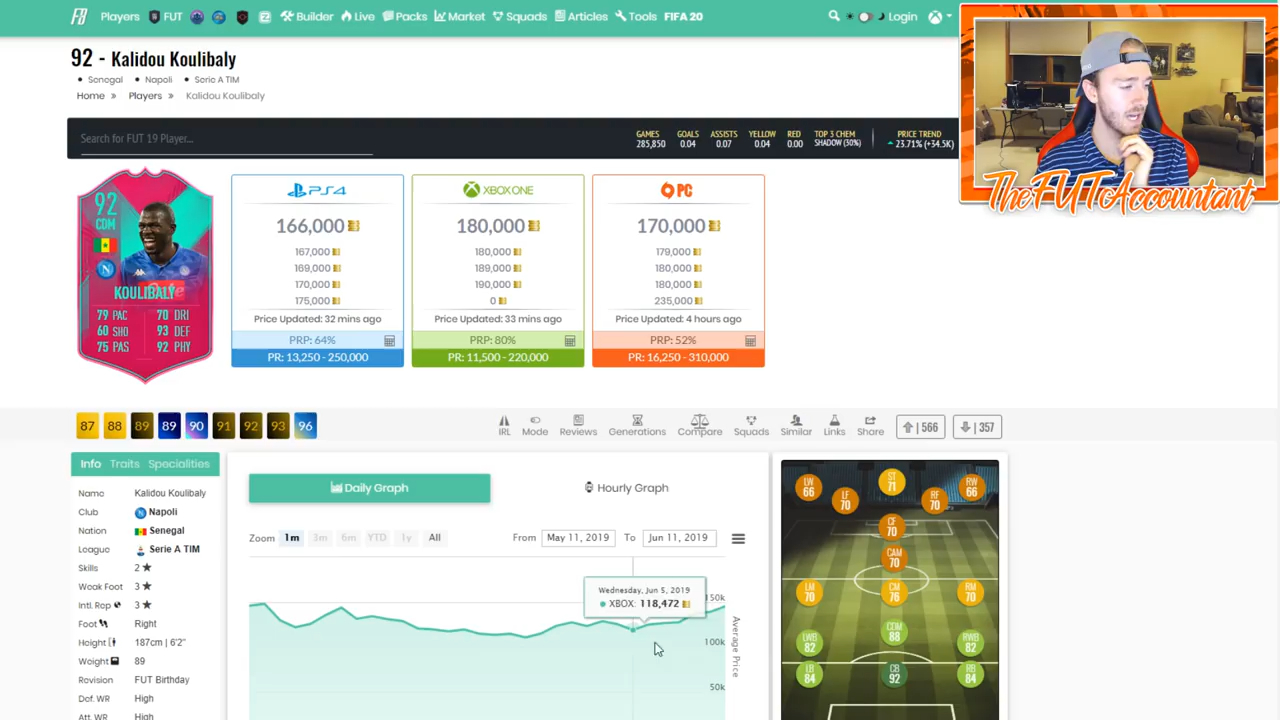 F8 Players FUT Builder Live Packs Market Squads Articles Tools FIFA 20 Login
92 - Kalidou Koulibaly
Senegal Napoli Serie A TIM
Home » Players » Kalidou Koulibaly
Search for FUT 19 Player...
GAMES GOALS ASSISTS YELLOW RED TOP 3 CHEM PRICE TREND
285,850 0.04 0.07 0.04 0.00 SHADOW (30%) 23.71% (+34.5K)
TheFUTAccountant
92
CDM
KOULIBALY
79 PAC 70 DRI
60 SHO 93 DEF
75 PAS 92 PHY
PS4
166,000
167,000
169,000
170,000
175,000
Price Updated: 32 mins ago
PRP: 64%
PR: 13,250 - 250,000
XBOX ONE
180,000
180,000
189,000
190,000
0
Price Updated: 33 mins ago
PRP: 80%
PR: 11,500 - 220,000
PC
170,000
179,000
180,000
180,000
235,000
Price Updated: 4 hours ago
PRP: 52%
PR: 16,250 - 310,000
87 88 89 89 90 91 92 93 96
IRL Mode Reviews Generations Compare Squads Similar Links Share 566 357
Info Traits Specialities
Name Kalidou Koulibaly
Club Napoli
Nation Senegal
League Serie A TIM
Skills 2
Weak Foot 3
Intl. Rep 3
Foot Right
Height 187cm | 6'2"
Weight 89
Revision FUT Birthday
Def. WR High
Att. WR High
Daily Graph Hourly Graph
Zoom 1m 3m 6m YTD 1y All From May 11, 2019 To Jun 11, 2019
Wednesday, Jun 5, 2019
XBOX: 118,472
150k
100k
50k
Average Price
ST
71
LW
66
RW
66
LF
70
RF
70
CF
70
CAM
70
LM
70
CM
76
RM
70
CDM
88
LWB
82
RWB
82
LB
84
CB
92
RB
84